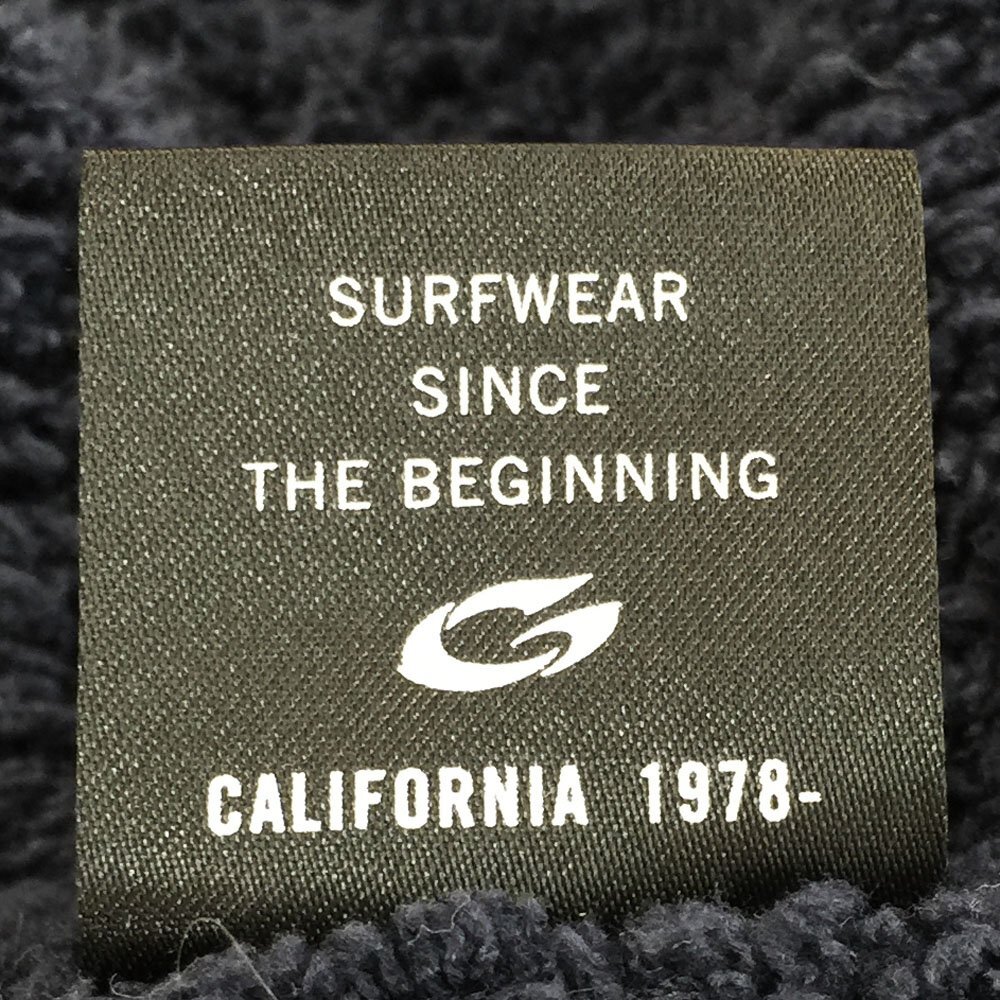 SURFWEAR
SINCE
THE BEGINNING
G
CALIFORNIA 1978-